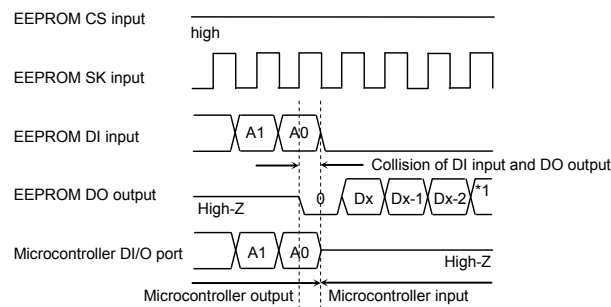 EEPROM CS input
high
EEPROM SK input
EEPROM DI input
A1 A0
Collision of DI input and DO output
EEPROM DO output
High-Z
0 Dx Dx-1 Dx-2 *1
Microcontroller DI/O port
A1 A0
High-Z
Microcontroller output Microcontroller input